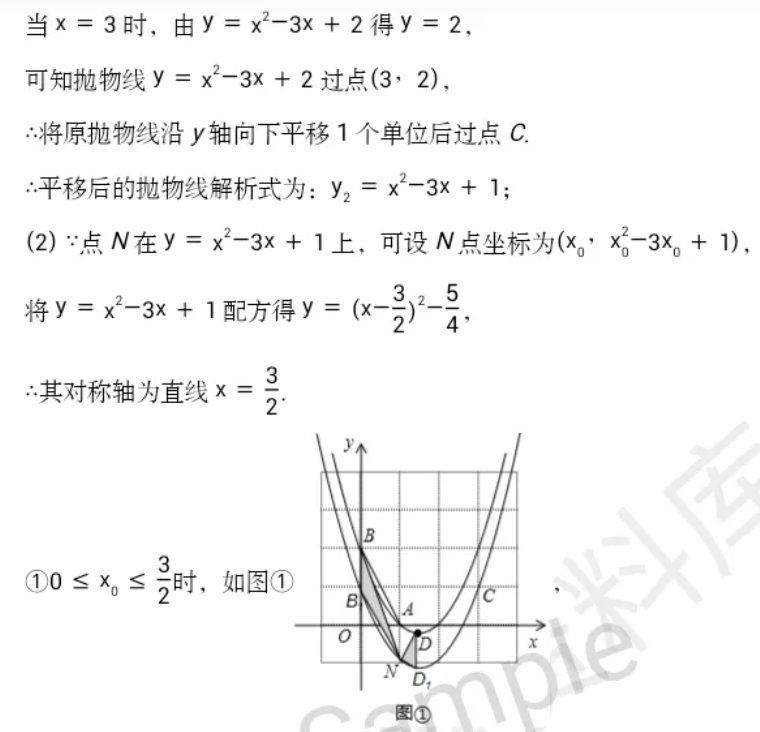 当 x = 3 时，由 y = x²−3x + 2 得 y = 2，
可知抛物线 y = x²−3x + 2 过点(3，2)，
∴将原抛物线沿 y 轴向下平移 1 个单位后过点 C.
∴平移后的抛物线解析式为：y₂ = x²−3x + 1；
(2) ∵点 N 在 y = x²−3x + 1 上，可设 N 点坐标为(x₀，x₀²−3x₀ + 1)，
将 y = x²−3x + 1 配方得 y = (x−3/2)²−5/4，
∴其对称轴为直线 x = 3/2.
①0 ≤ x₀ ≤ 3/2时，如图①，
y
B
B
A
C
O
D
x
N
D₁
图①
料库
Sample